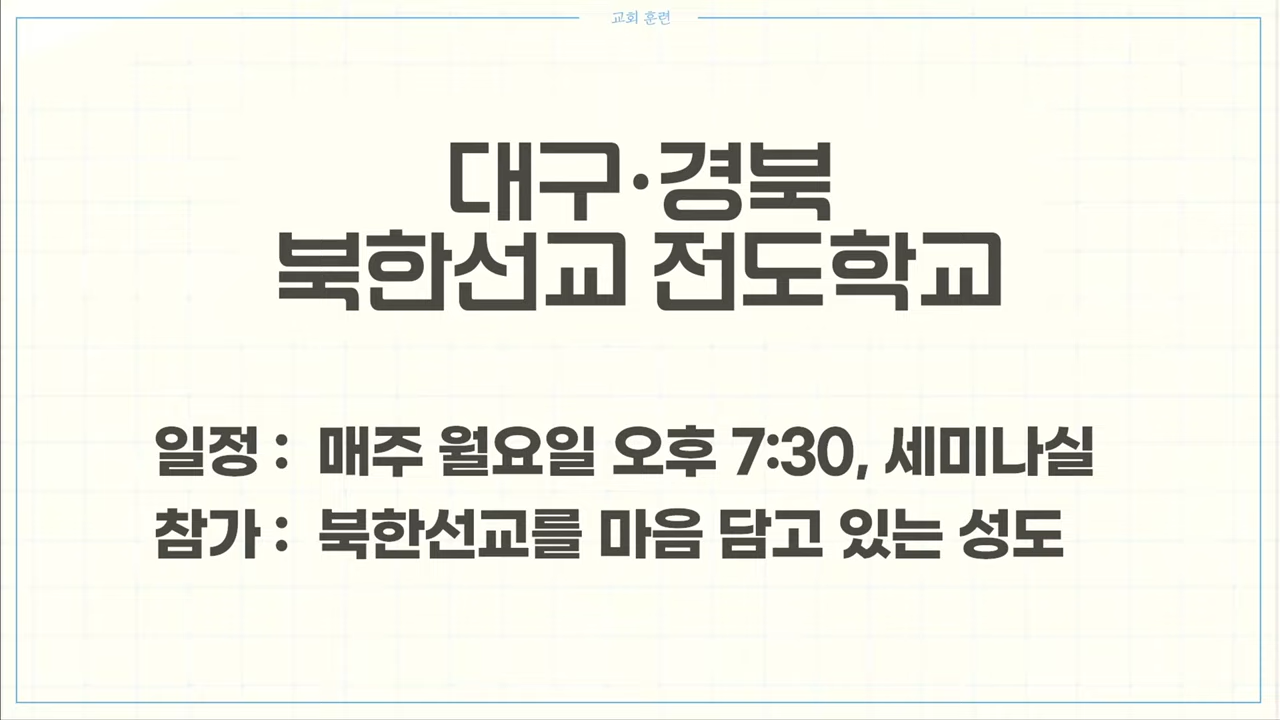 교회 훈련
대구·경북
북한선교 전도학교
일정 : 매주 월요일 오후 7:30, 세미나실
참가 : 북한선교를 마음 담고 있는 성도